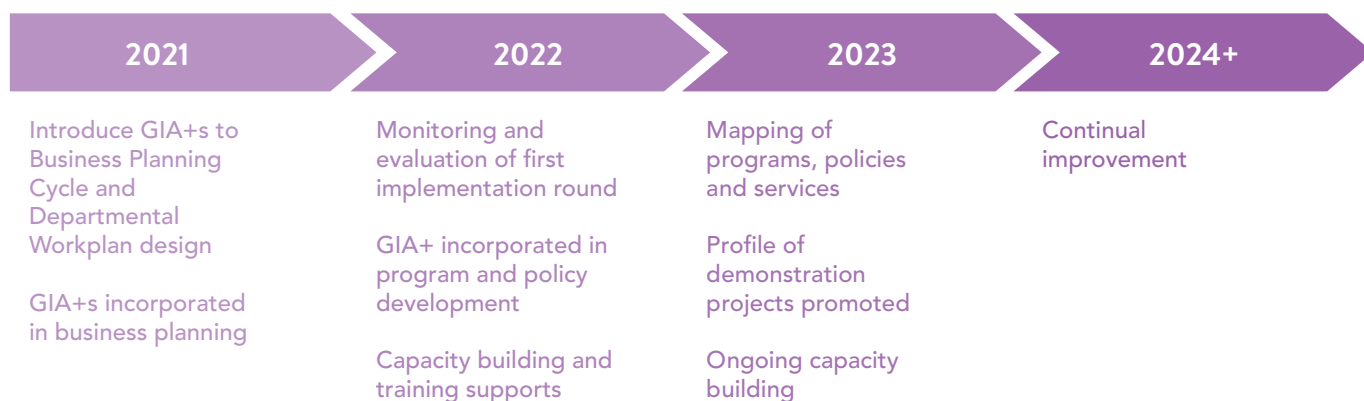 2021
Introduce GIA+s to
Business Planning
Cycle and
Departmental
Workplan design
GIA+s incorporated
in business planning
2022
Monitoring and
evaluation of first
implementation round
GIA+ incorporated in
program and policy
development
Capacity building and
training supports
2023
Mapping of
programs, policies
and services
Profile of
demonstration
projects promoted
Ongoing capacity
building
2024+
Continual
improvement